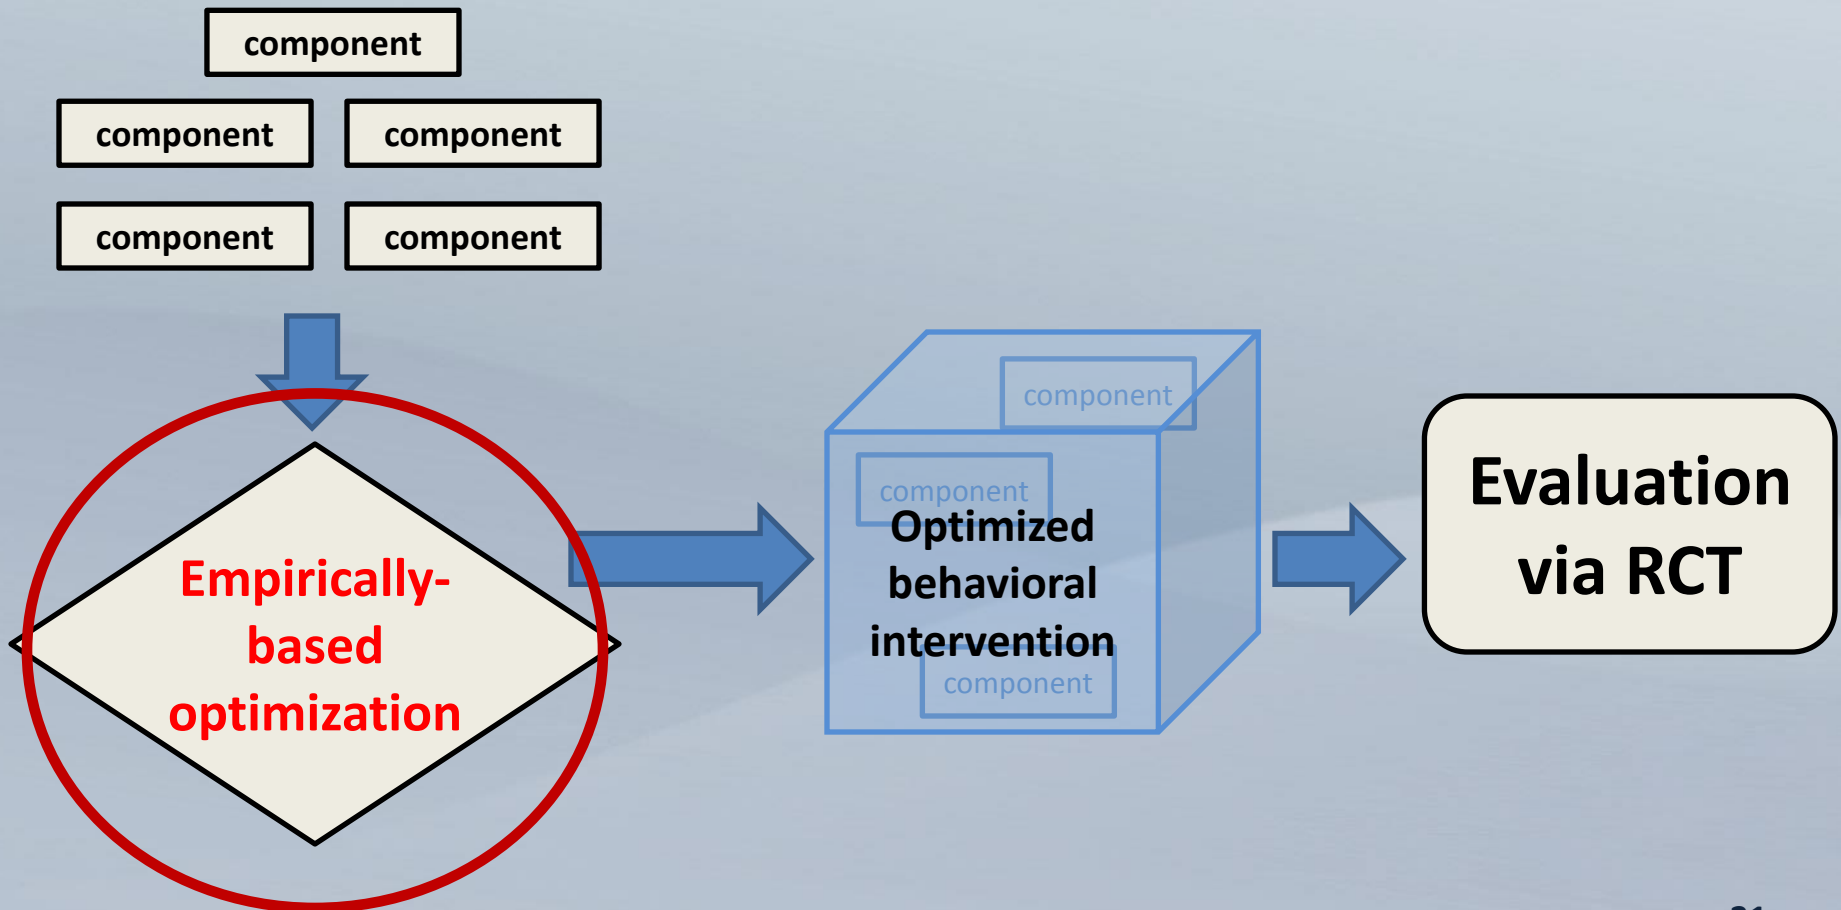 component
component component
component component
Empirically-
based
optimization
component
component
Optimized
behavioral
intervention
component
Evaluation
via RCT